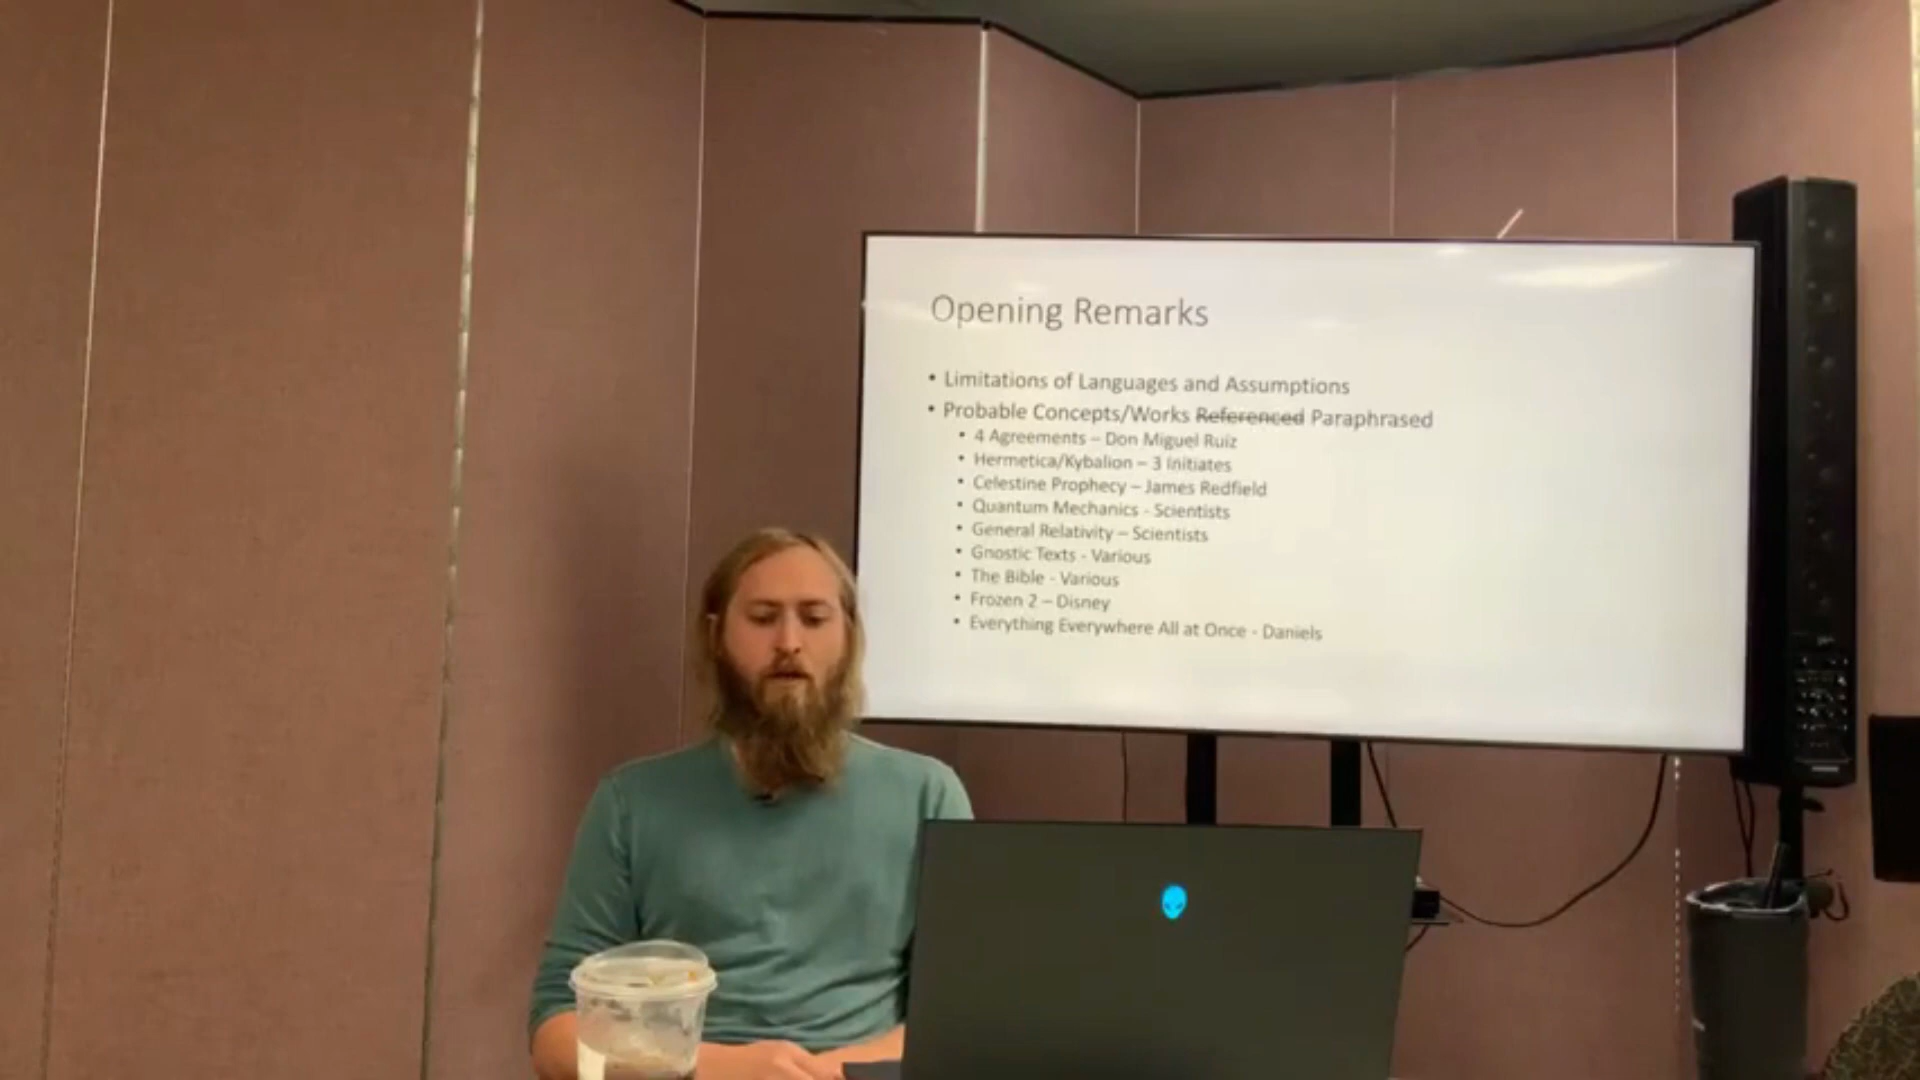 Opening Remarks
• Limitations of Languages and Assumptions
• Probable Concepts/Works Referenced Paraphrased
• 4 Agreements – Don Miguel Ruiz
• Hermetica/Kybalion – 3 Initiates
• Celestine Prophecy – James Redfield
• Quantum Mechanics - Scientists
• General Relativity – Scientists
• Gnostic Texts - Various
• The Bible - Various
• Frozen 2 – Disney
• Everything Everywhere All at Once - Daniels